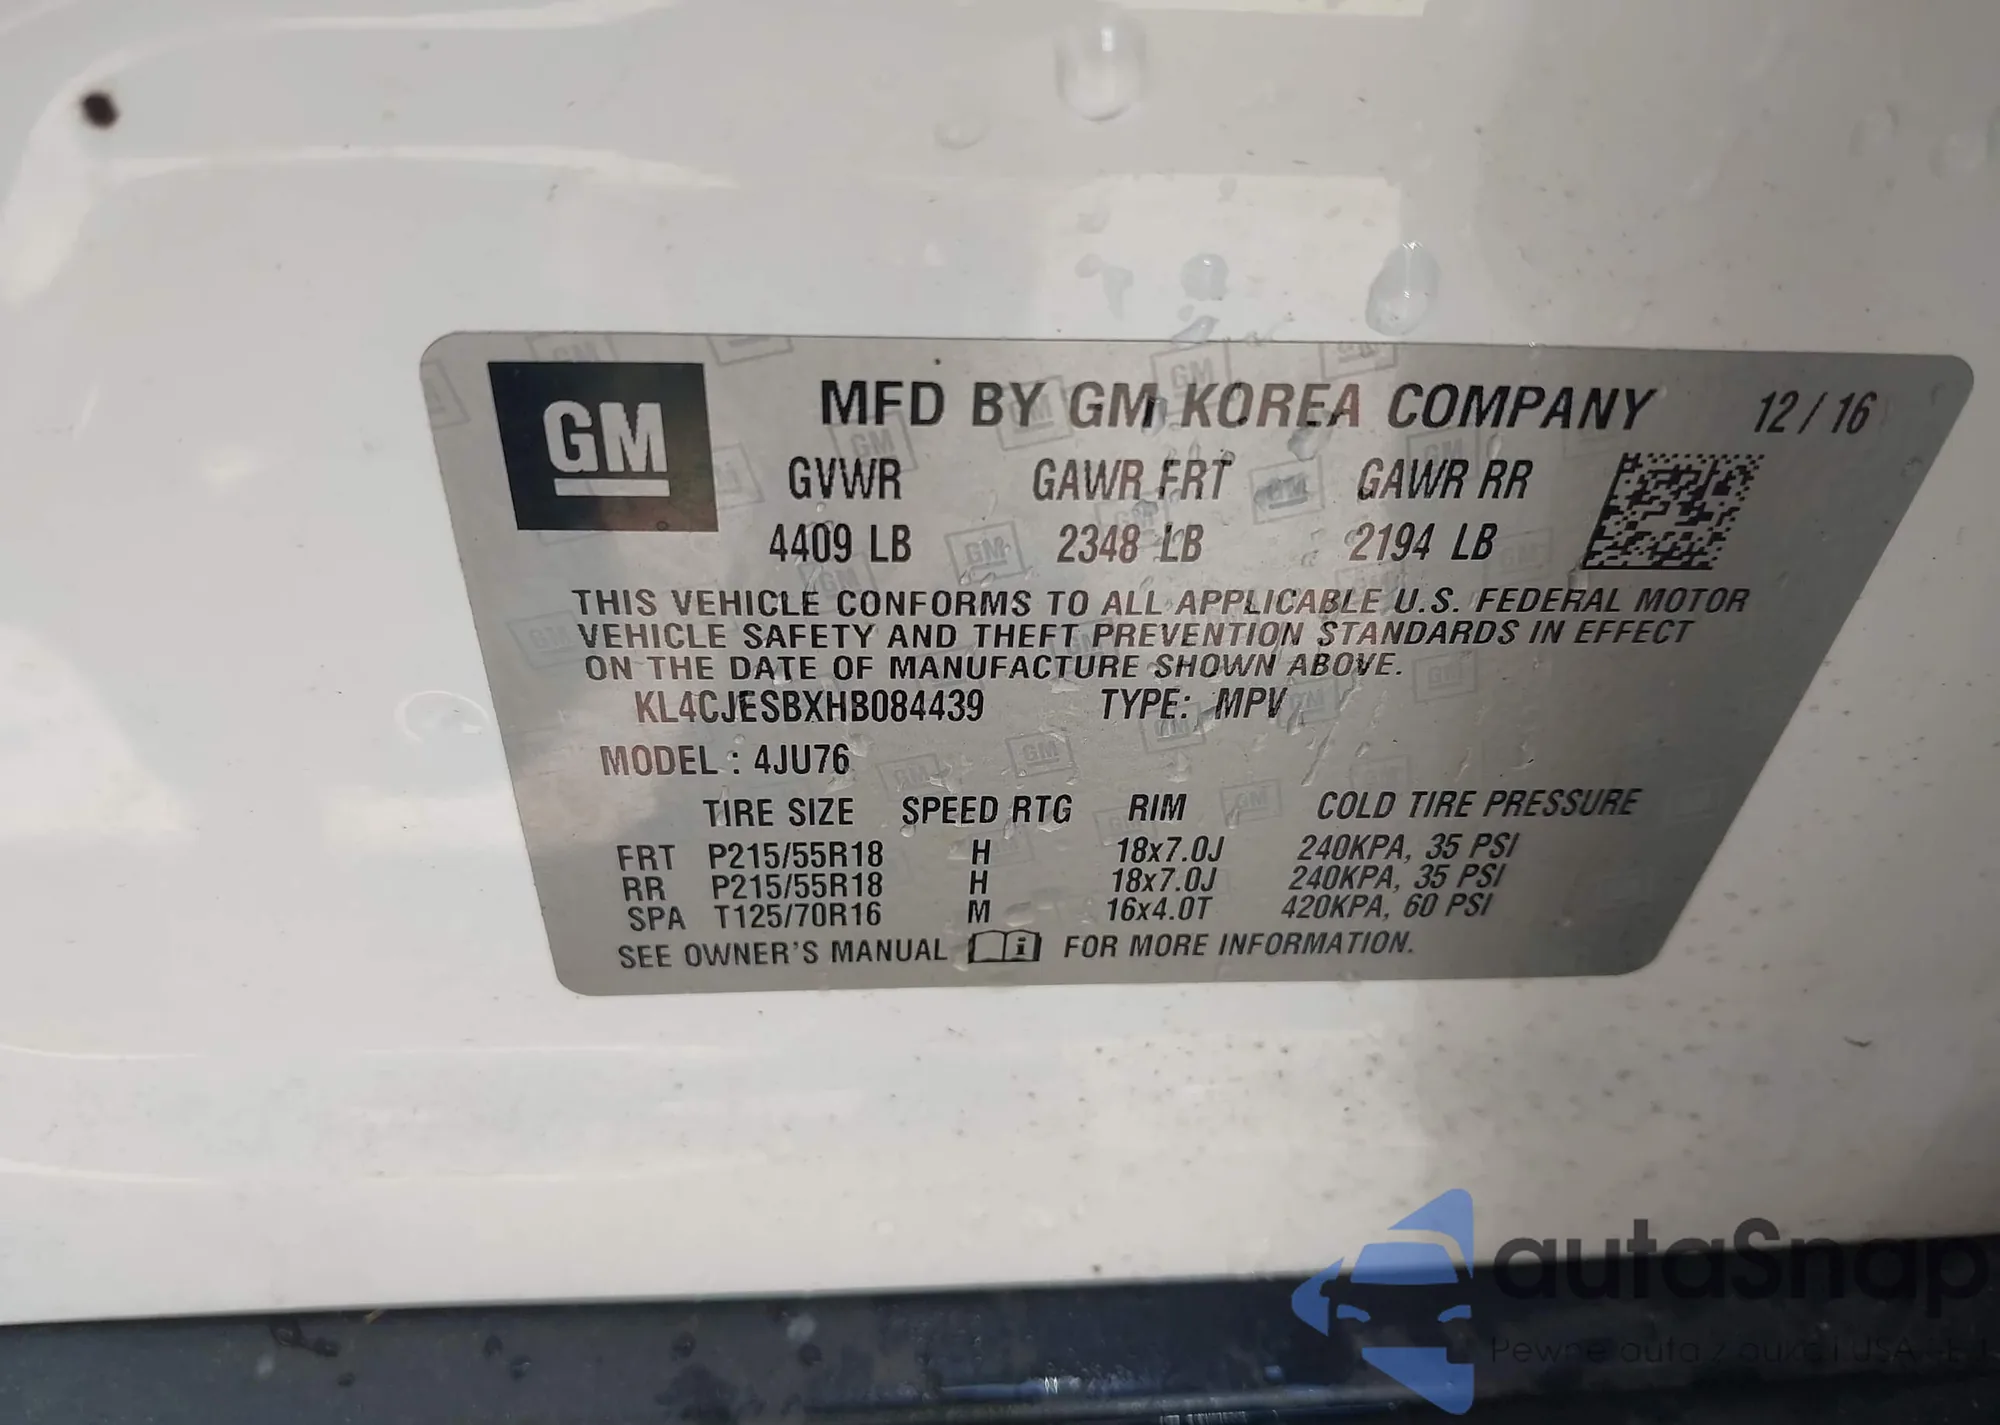 GM
MFD BY GM KOREA COMPANY 12/16
GVWR GAWR FRT GAWR RR
4409 LB 2348 LB 2194 LB
THIS VEHICLE CONFORMS TO ALL APPLICABLE U.S. FEDERAL MOTOR
VEHICLE SAFETY AND THEFT PREVENTION STANDARDS IN EFFECT
ON THE DATE OF MANUFACTURE SHOWN ABOVE.
KL4CJESBXHB084439 TYPE: MPV
MODEL : 4JU76
TIRE SIZE SPEED RTG RIM COLD TIRE PRESSURE
FRT P215/55R18 H 18x7.0J 240KPA, 35 PSI
RR P215/55R18 H 18x7.0J 240KPA, 35 PSI
SPA T125/70R16 M 16x4.0T 420KPA, 60 PSI
SEE OWNER'S MANUAL FOR MORE INFORMATION.
autaSnap
Pewne auta z aukcji USA